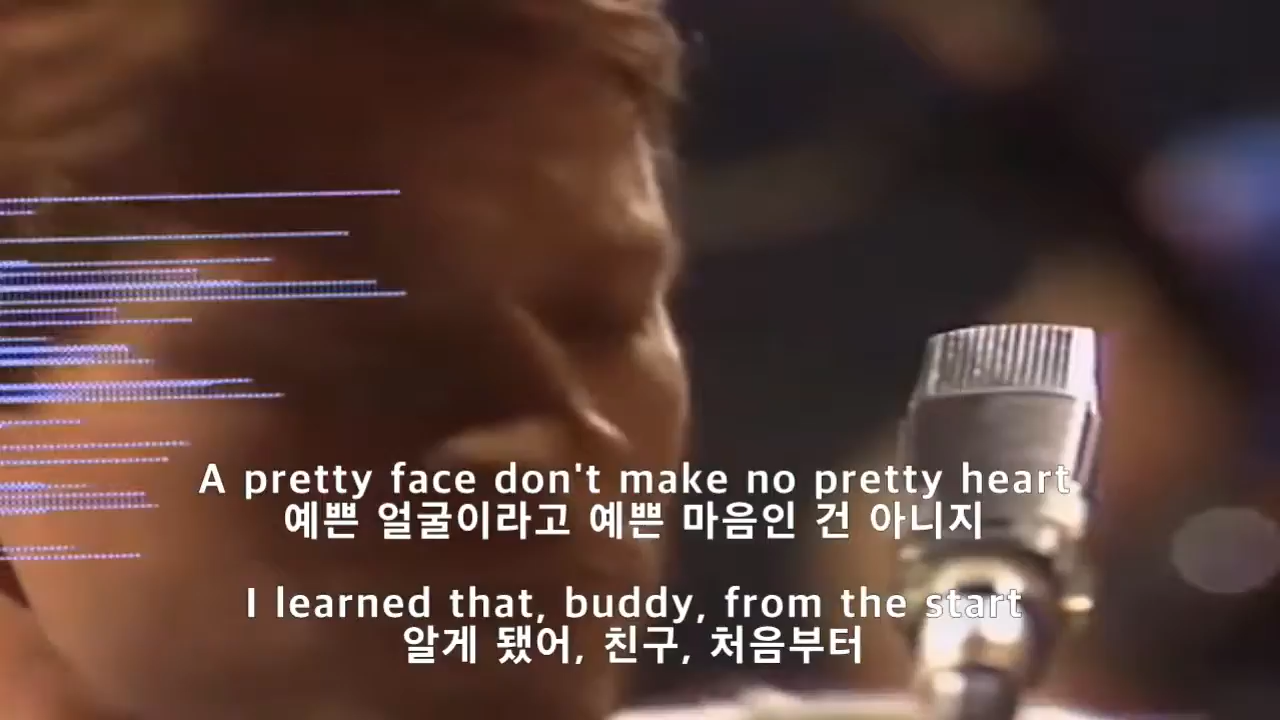 A pretty face don't make no pretty heart
예쁜 얼굴이라고 예쁜 마음인 건 아니지
I learned that, buddy, from the start
알게 됐어, 친구, 처음부터